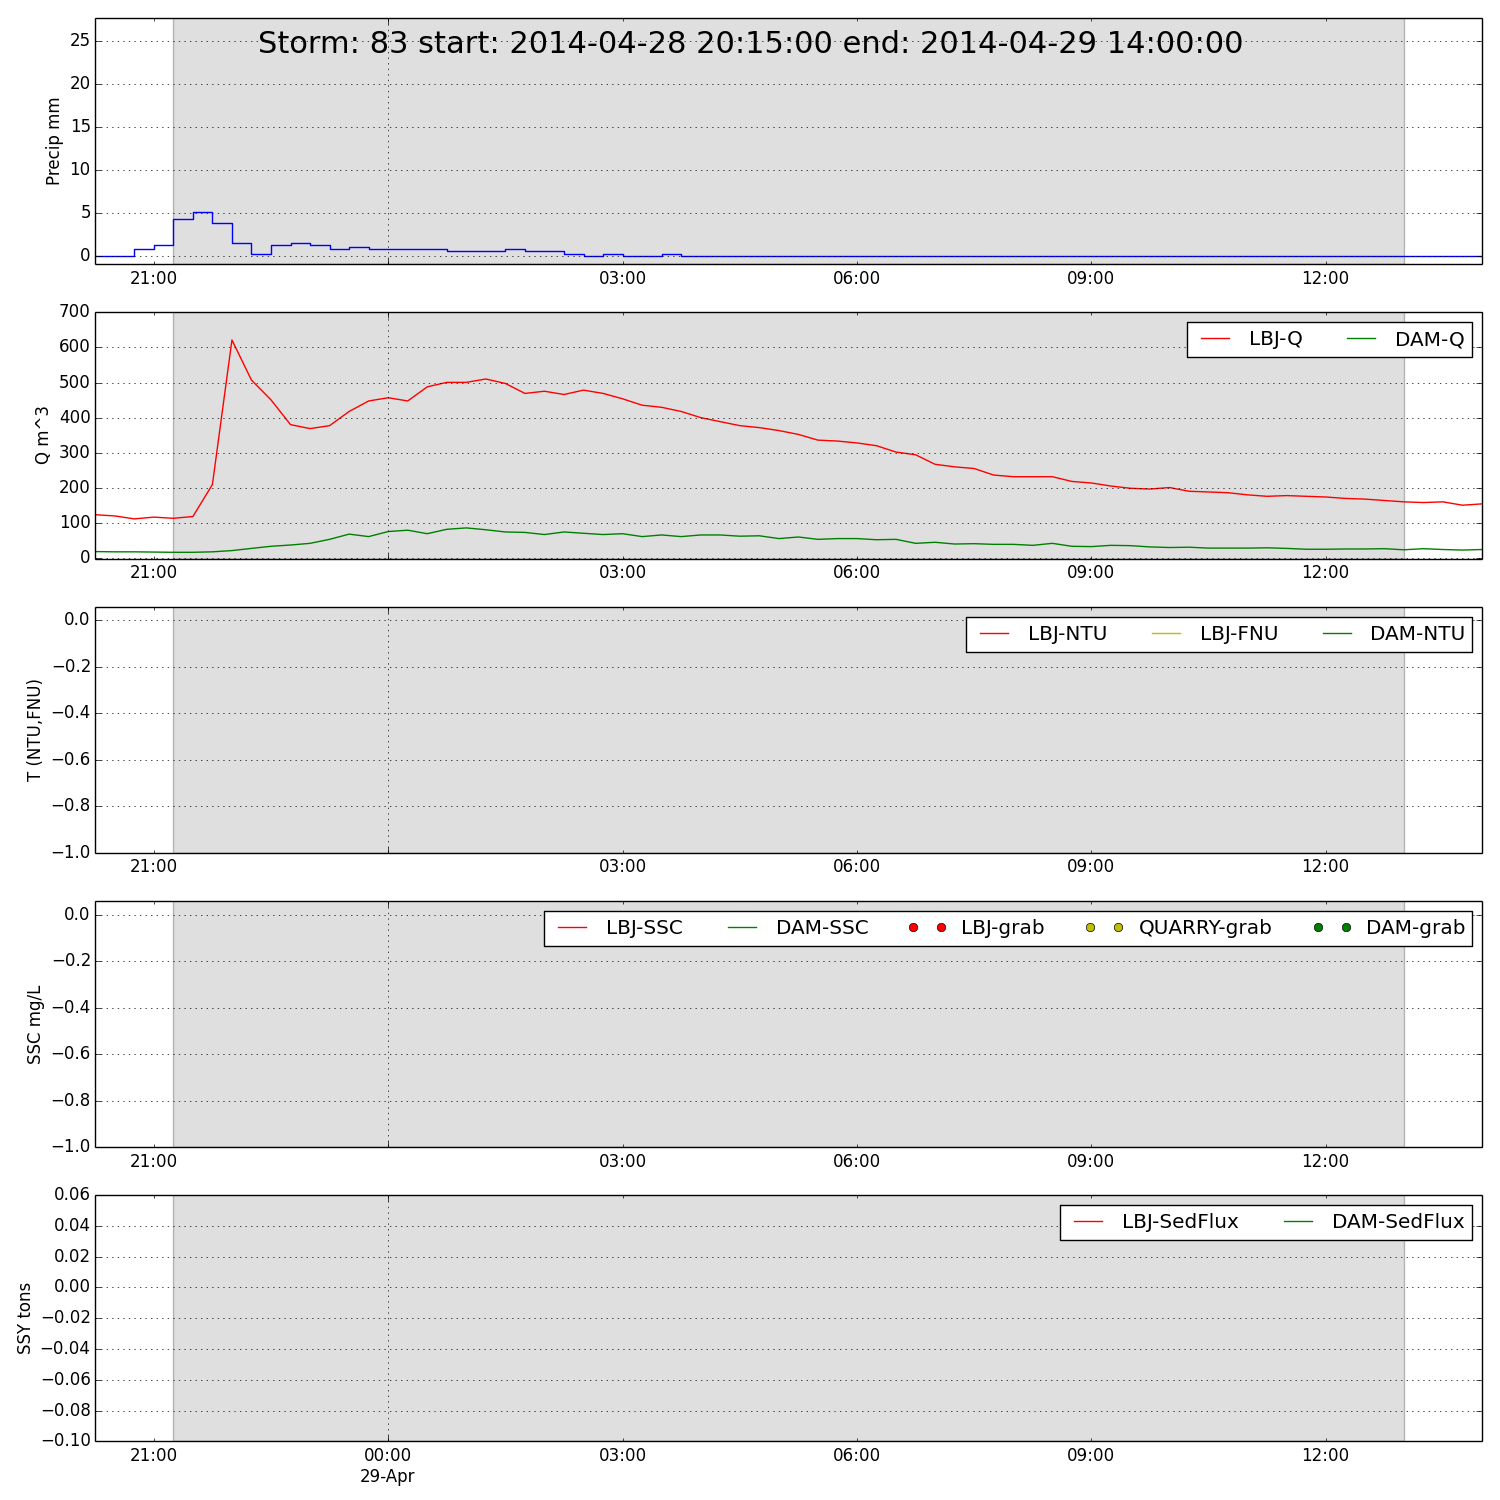 Storm: 83 start: 2014-04-28 20:15:00 end: 2014-04-29 14:00:00
Precip mm
25
20
15
10
5
0
21:00 03:00 06:00 09:00 12:00
Q m^3
700
600
500
400
300
200
100
0
LBJ-Q DAM-Q
21:00 03:00 06:00 09:00 12:00
T (NTU,FNU)
0.0
−0.2
−0.4
−0.6
−0.8
−1.0
LBJ-NTU LBJ-FNU DAM-NTU
21:00 03:00 06:00 09:00 12:00
SSC mg/L
0.0
−0.2
−0.4
−0.6
−0.8
−1.0
LBJ-SSC DAM-SSC LBJ-grab QUARRY-grab DAM-grab
21:00 03:00 06:00 09:00 12:00
SSY tons
0.06
0.04
0.02
0.00
−0.02
−0.04
−0.06
−0.08
−0.10
LBJ-SedFlux DAM-SedFlux
21:00 00:00 03:00 06:00 09:00 12:00
29-Apr